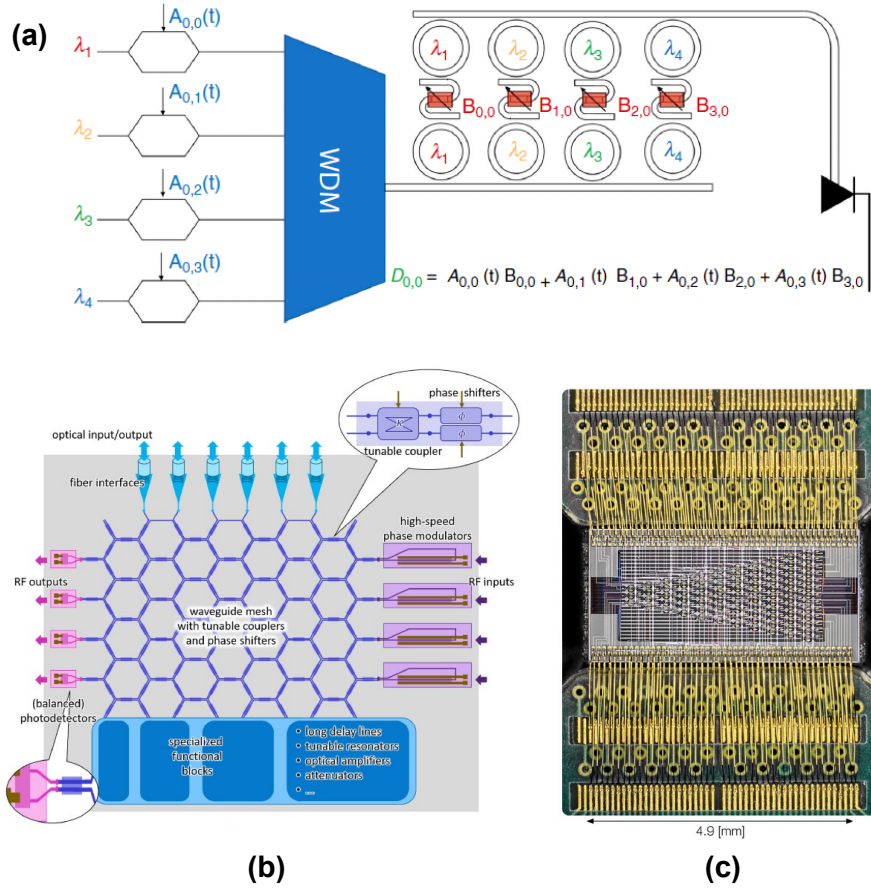 (a)
A0,0(t)
λ1
A0,1(t)
λ2
A0,2(t)
λ3
A0,3(t)
λ4
WDM
λ1 λ2 λ3 λ4
B0,0 B1,0 B2,0 B3,0
λ1 λ2 λ3 λ4
D0,0 = A0,0 (t) B0,0 + A0,1 (t) B1,0 + A0,2 (t) B2,0 + A0,3 (t) B3,0
optical input/output
fiber interfaces
phase shifters
K
ϕ
ϕ
tunable coupler
high-speed
phase modulators
RF outputs
RF inputs
waveguide mesh
with tunable couplers
and phase shifters
(balanced)
photodetectors
specialized
functional
blocks
• long delay lines
• tunable resonators
• optical amplifiers
• attenuators
• ...
4.9 [mm]
(b)
(c)